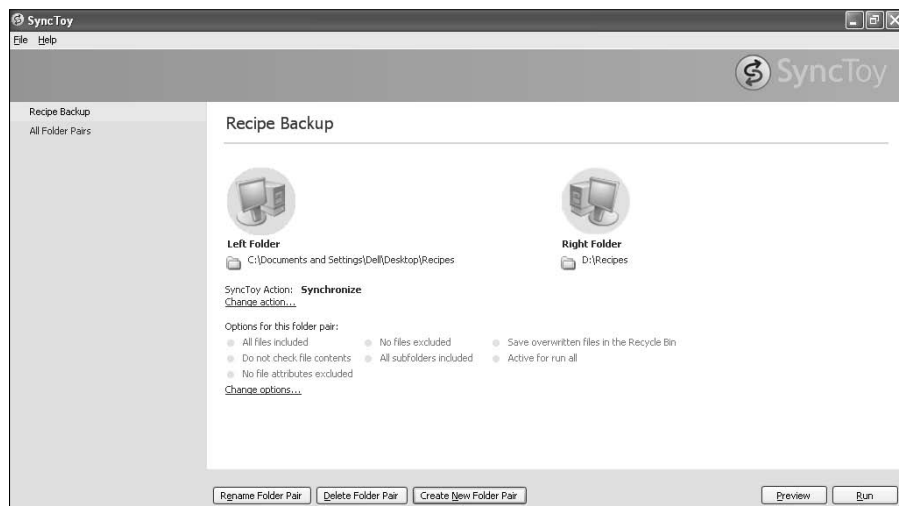 SyncToy
File Help
SyncToy
Recipe Backup
All Folder Pairs
Recipe Backup
Left Folder
C:\Documents and Settings\Dell\Desktop\Recipes
Right Folder
D:\Recipes
SyncToy Action: Synchronize
Change action...
Options for this folder pair:
All files included No files excluded Save overwritten files in the Recycle Bin
Do not check file contents All subfolders included Active for run all
No file attributes excluded
Change options...
Rename Folder Pair Delete Folder Pair Create New Folder Pair Preview Run